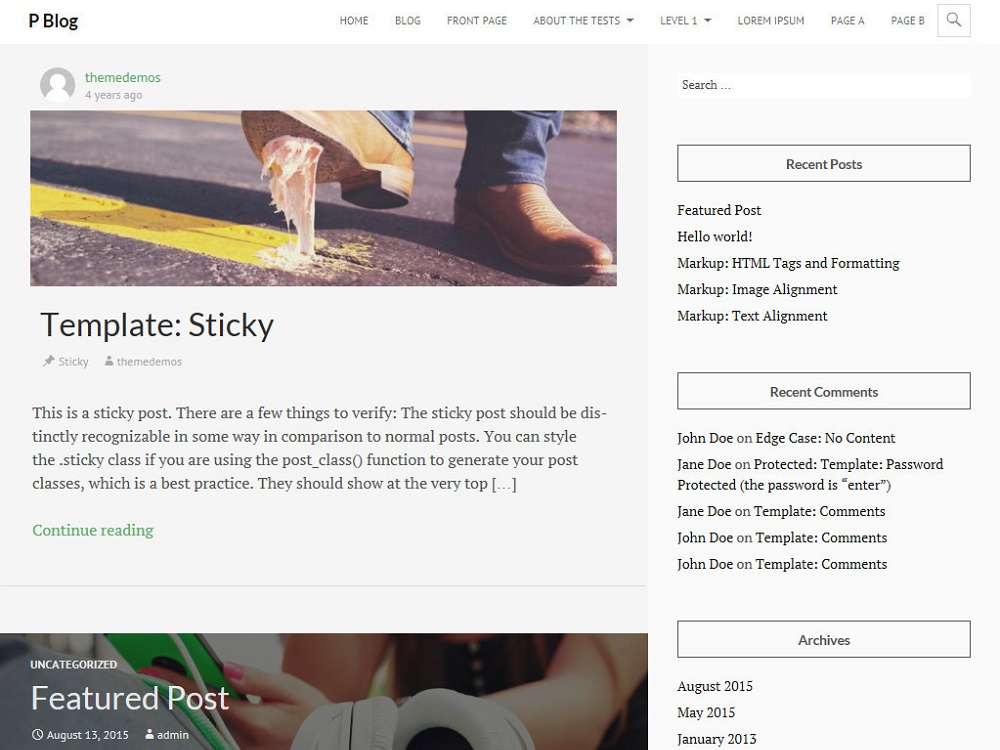 P Blog
HOME
BLOG
FRONT PAGE
ABOUT THE TESTS
LEVEL 1
LOREM IPSUM
PAGE A
PAGE B
themedemos
4 years ago
Template: Sticky
Sticky
themedemos
This is a sticky post. There are a few things to verify: The sticky post should be dis-
tinctly recognizable in some way in comparison to normal posts. You can style
the .sticky class if you are using the post_class() function to generate your post
classes, which is a best practice. They should show at the very top […]
Continue reading
UNCATEGORIZED
Featured Post
August 13, 2015
admin
Search …
Recent Posts
Featured Post
Hello world!
Markup: HTML Tags and Formatting
Markup: Image Alignment
Markup: Text Alignment
Recent Comments
John Doe on Edge Case: No Content
Jane Doe on Protected: Template: Password
Protected (the password is “enter”)
Jane Doe on Template: Comments
John Doe on Template: Comments
John Doe on Template: Comments
Archives
August 2015
May 2015
January 2013